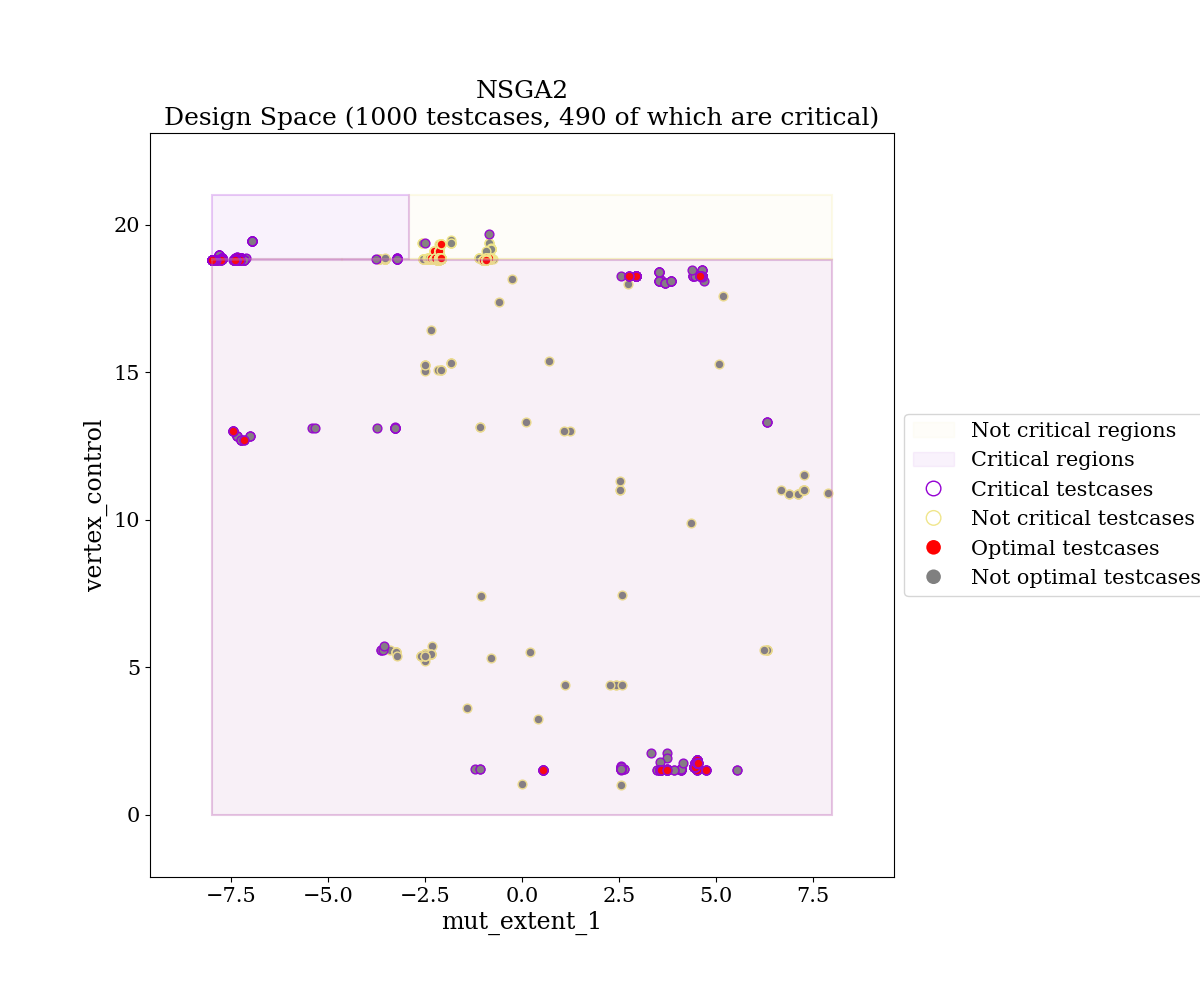 NSGA2
Design Space (1000 testcases, 490 of which are critical)
20
15
10
5
0
vertex_control
−7.5
−5.0
−2.5
0.0
2.5
5.0
7.5
mut_extent_1
Not critical regions
Critical regions
Critical testcases
Not critical testcases
Optimal testcases
Not optimal testcases